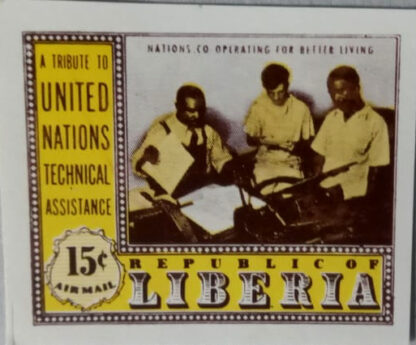 NATIONS CO OPERATING FOR BETTER LIVING
A TRIBUTE TO
UNITED
NATIONS
TECHNICAL
ASSISTANCE
15¢
AIR MAIL
REPUBLIC OF
LIBERIA